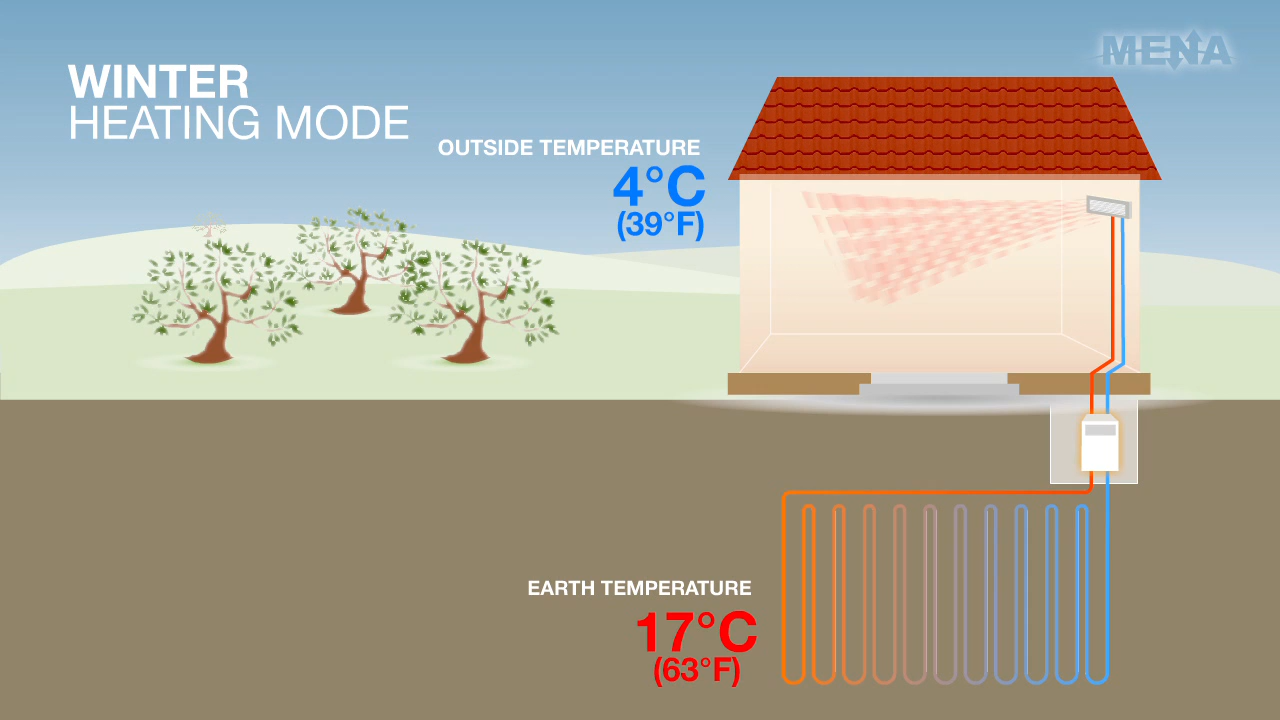 WINTER
HEATING MODE
MENA
OUTSIDE TEMPERATURE
4°C
(39°F)
EARTH TEMPERATURE
17°C
(63°F)